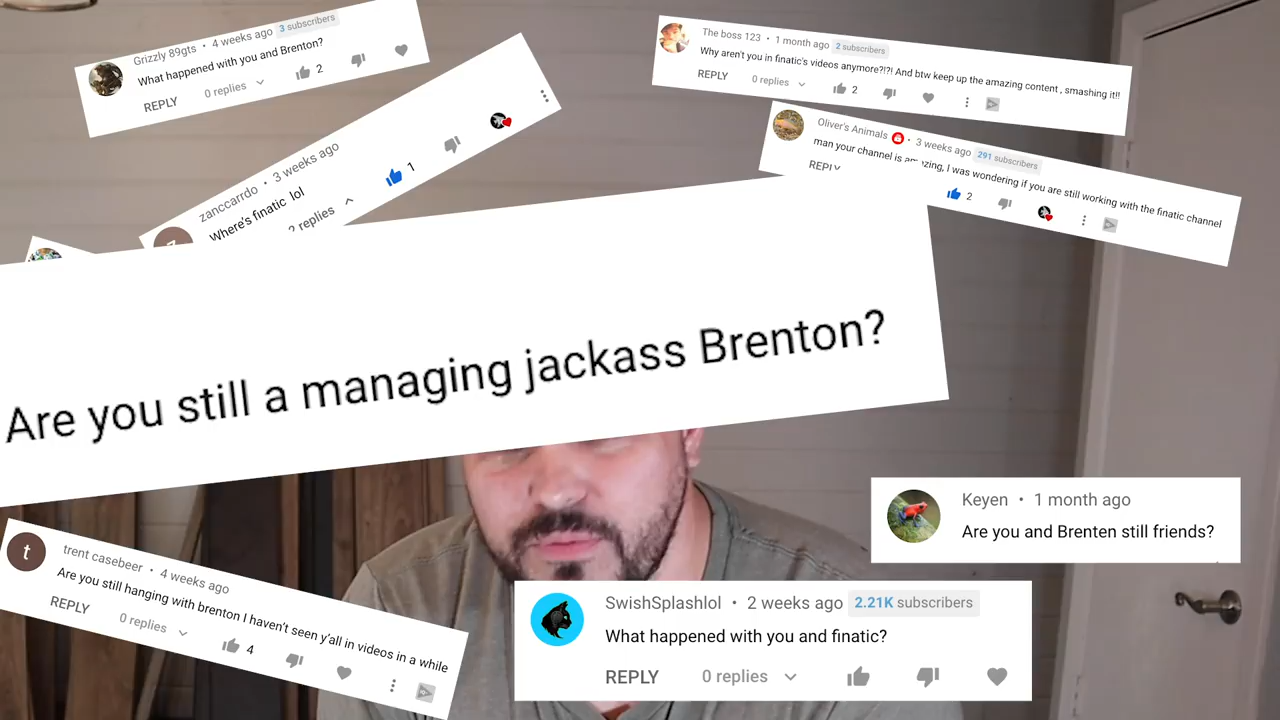 Grizzly 89gts • 4 weeks ago 3 subscribers
What happened with you and Brenton?
REPLY 0 replies 2
zanccarrdo • 3 weeks ago
Where's finatic lol
2 replies 1
The boss 123 • 1 month ago 2 subscribers
Why aren't you in finatic's videos anymore?!?! And btw keep up the amazing content , smashing it!!
REPLY 0 replies 2
Oliver's Animals • 3 weeks ago 291 subscribers
man your channel is amazing, I was wondering if you are still working with the finatic channel
REPLY 2
Are you still a managing jackass Brenton?
Keyen • 1 month ago
Are you and Brenten still friends?
t
trent casebeer • 4 weeks ago
Are you still hanging with brenton I haven't seen y'all in videos in a while
REPLY 0 replies 4
SwishSplashlol • 2 weeks ago 2.21K subscribers
What happened with you and finatic?
REPLY 0 replies